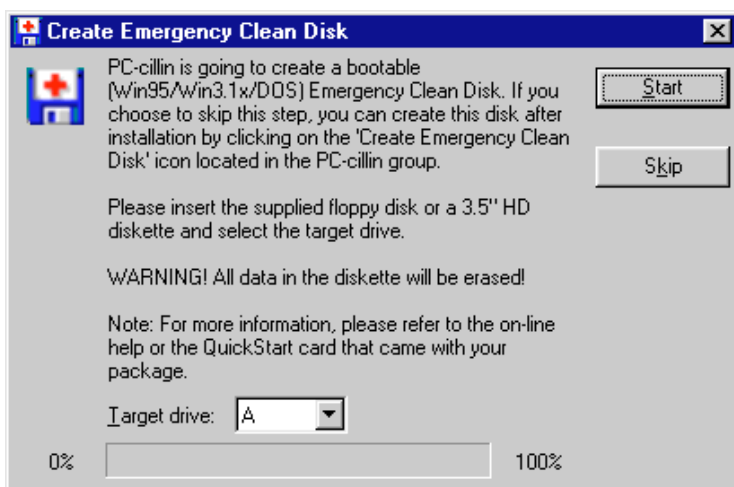 Create Emergency Clean Disk
PC-cillin is going to create a bootable
(Win95/Win3.1x/DOS) Emergency Clean Disk. If you
choose to skip this step, you can create this disk after
installation by clicking on the 'Create Emergency Clean
Disk' icon located in the PC-cillin group.
Please insert the supplied floppy disk or a 3.5" HD
diskette and select the target drive.
WARNING! All data in the diskette will be erased!
Note: For more information, please refer to the on-line
help or the QuickStart card that came with your
package.
Target drive: A
0% 100%
Start
Skip